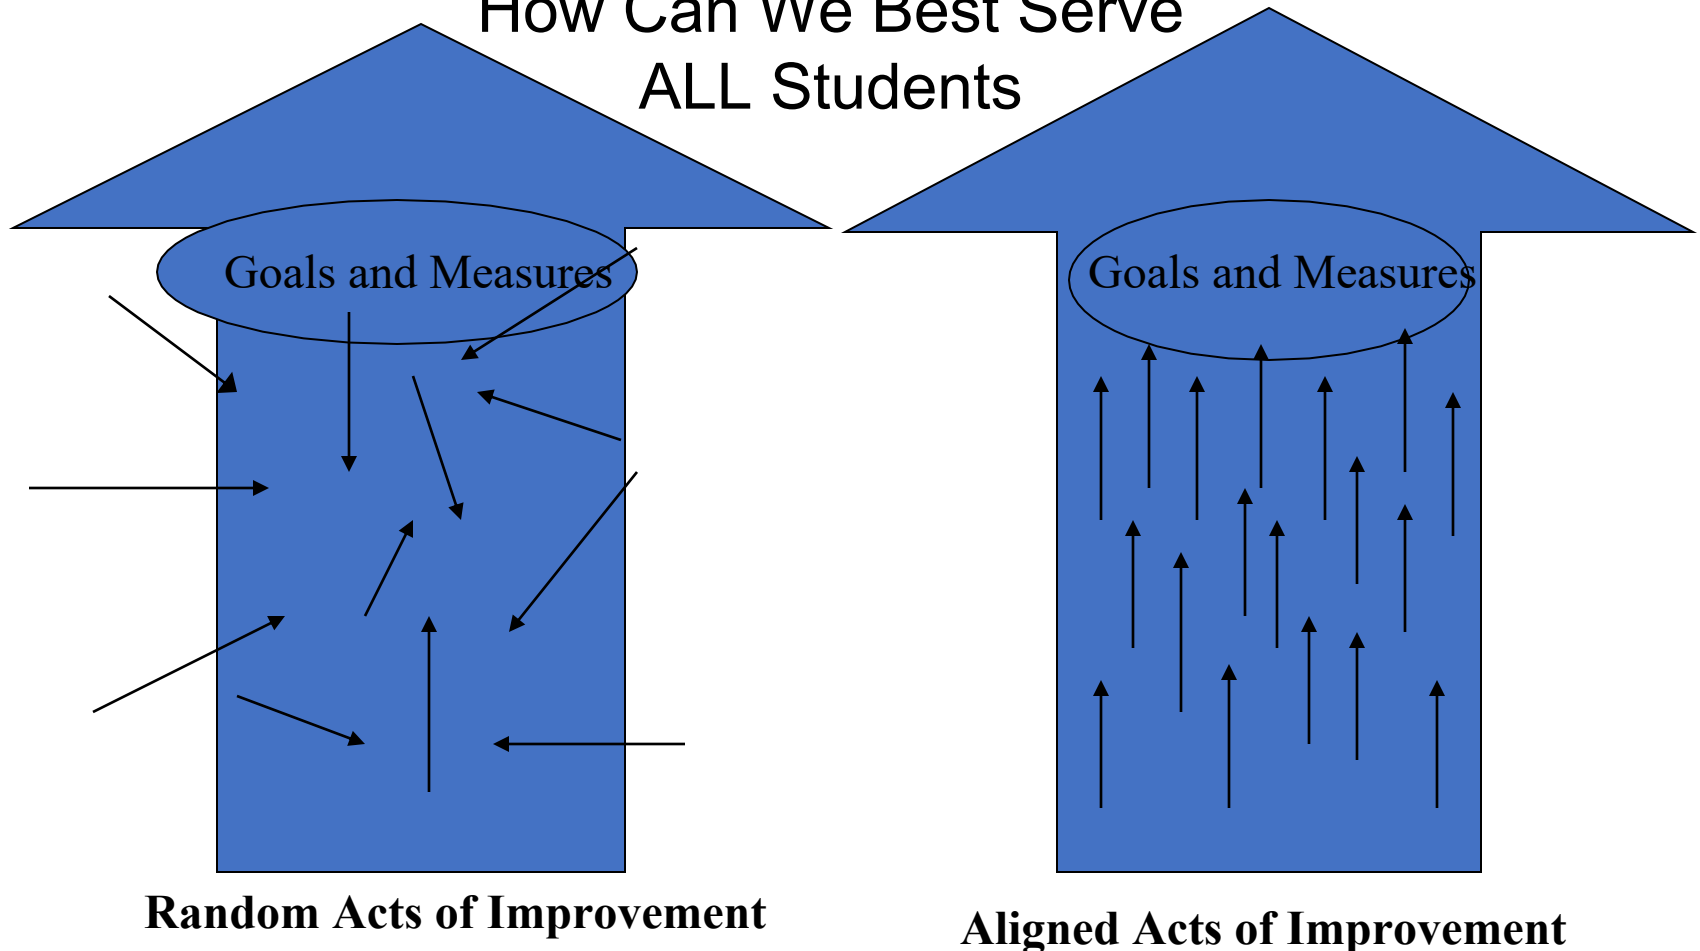 How Can We Best Serve
ALL Students
Goals and Measures
Goals and Measures
Random Acts of Improvement
Aligned Acts of Improvement